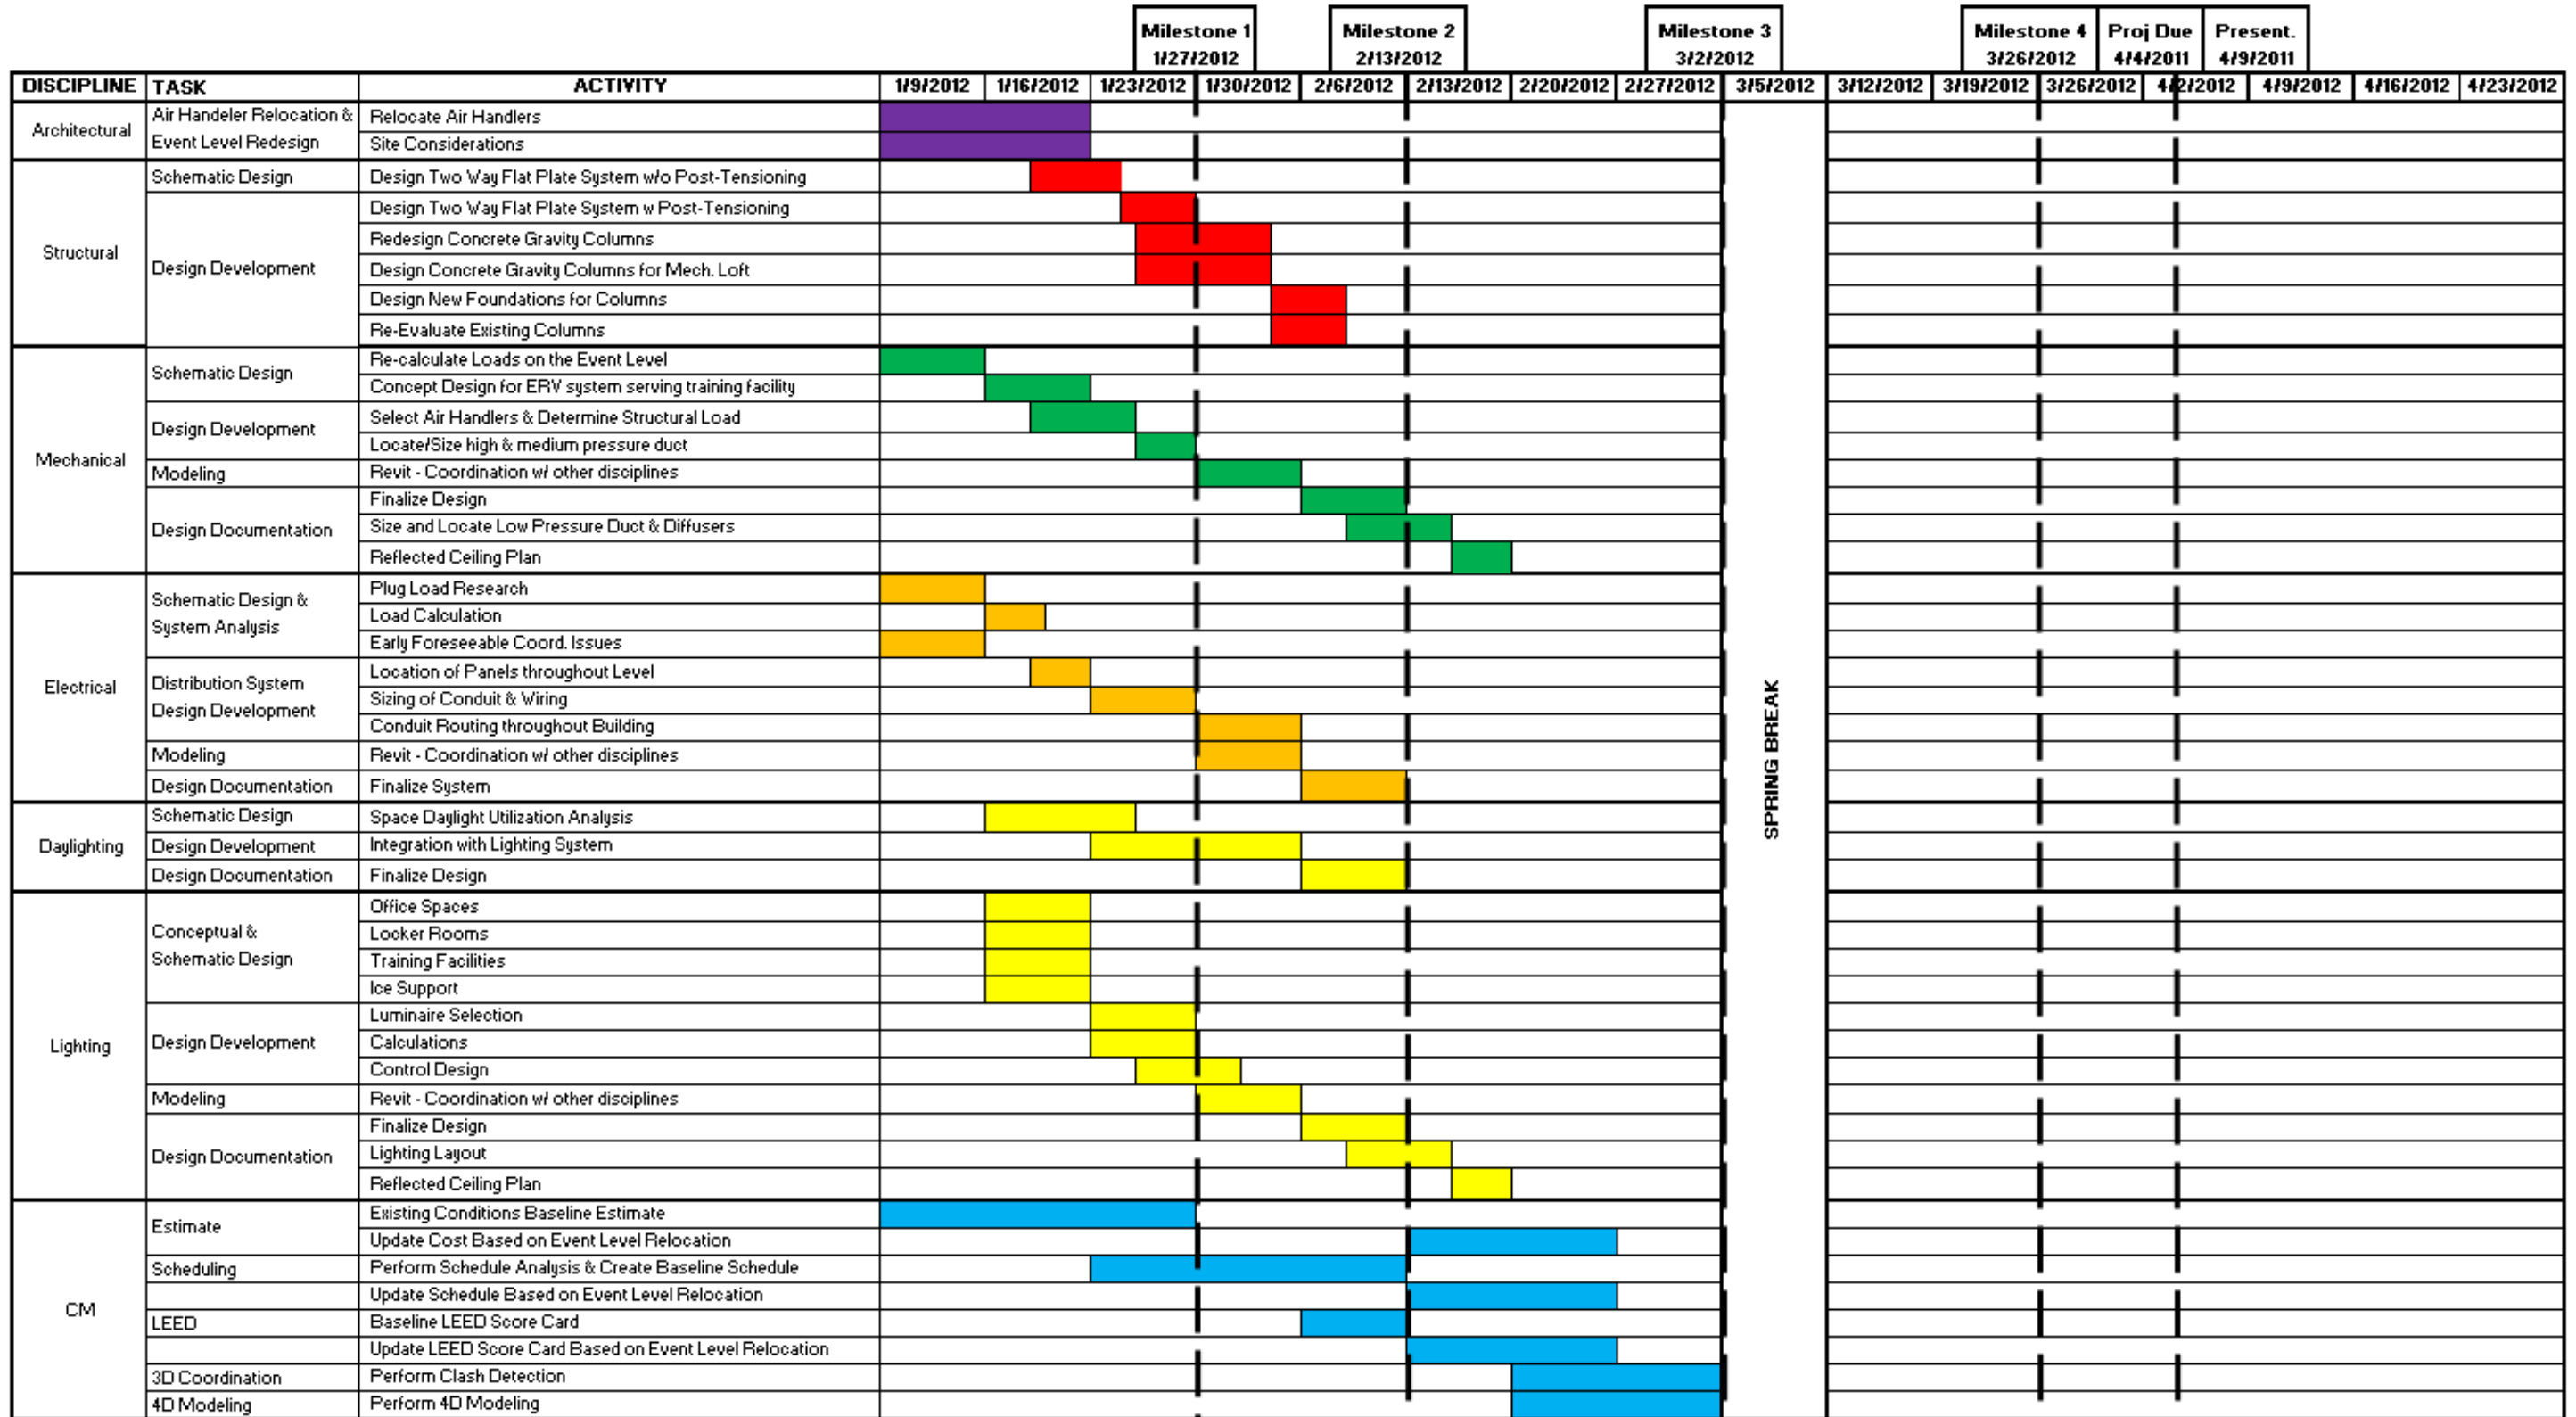 Milestone 1 Milestone 2 Milestone 3 Milestone 4 Proj Due Present.
1/27/2012 2/13/2012 3/2/2012 3/26/2012 4/4/2011 4/9/2011
DISCIPLINE TASK ACTIVITY 1/9/2012 1/16/2012 1/23/2012 1/30/2012 2/6/2012 2/13/2012 2/20/2012 2/27/2012 3/5/2012 3/12/2012 3/19/2012 3/26/2012 4/2/2012 4/9/2012 4/16/2012 4/23/2012
Architectural
Air Handeler Relocation &
Event Level Redesign
Relocate Air Handlers
Site Considerations
Structural
Schematic Design
Design Two Way Flat Plate System w/o Post-Tensioning
Design Development
Design Two Way Flat Plate System w Post-Tensioning
Redesign Concrete Gravity Columns
Design Concrete Gravity Columns for Mech. Loft
Design New Foundations for Columns
Re-Evaluate Existing Columns
Mechanical
Schematic Design
Re-calculate Loads on the Event Level
Concept Design for ERV system serving training facility
Design Development
Select Air Handlers & Determine Structural Load
Locate/Size high & medium pressure duct
Modeling
Revit - Coordination w/ other disciplines
Design Documentation
Finalize Design
Size and Locate Low Pressure Duct & Diffusers
Reflected Ceiling Plan
Electrical
Schematic Design &
System Analysis
Plug Load Research
Load Calculation
Early Foreseeable Coord. Issues
Distribution System
Design Development
Location of Panels throughout Level
Sizing of Conduit & Wiring
Conduit Routing throughout Building
Modeling
Revit - Coordination w/ other disciplines
Design Documentation
Finalize System
SPRING BREAK
Daylighting
Schematic Design
Space Daylight Utilization Analysis
Design Development
Integration with Lighting System
Design Documentation
Finalize Design
Lighting
Conceptual &
Schematic Design
Office Spaces
Locker Rooms
Training Facilities
Ice Support
Design Development
Luminaire Selection
Calculations
Control Design
Modeling
Revit - Coordination w/ other disciplines
Design Documentation
Finalize Design
Lighting Layout
Reflected Ceiling Plan
CM
Estimate
Existing Conditions Baseline Estimate
Update Cost Based on Event Level Relocation
Scheduling
Perform Schedule Analysis & Create Baseline Schedule
Update Schedule Based on Event Level Relocation
LEED
Baseline LEED Score Card
Update LEED Score Card Based on Event Level Relocation
3D Coordination
Perform Clash Detection
4D Modeling
Perform 4D Modeling